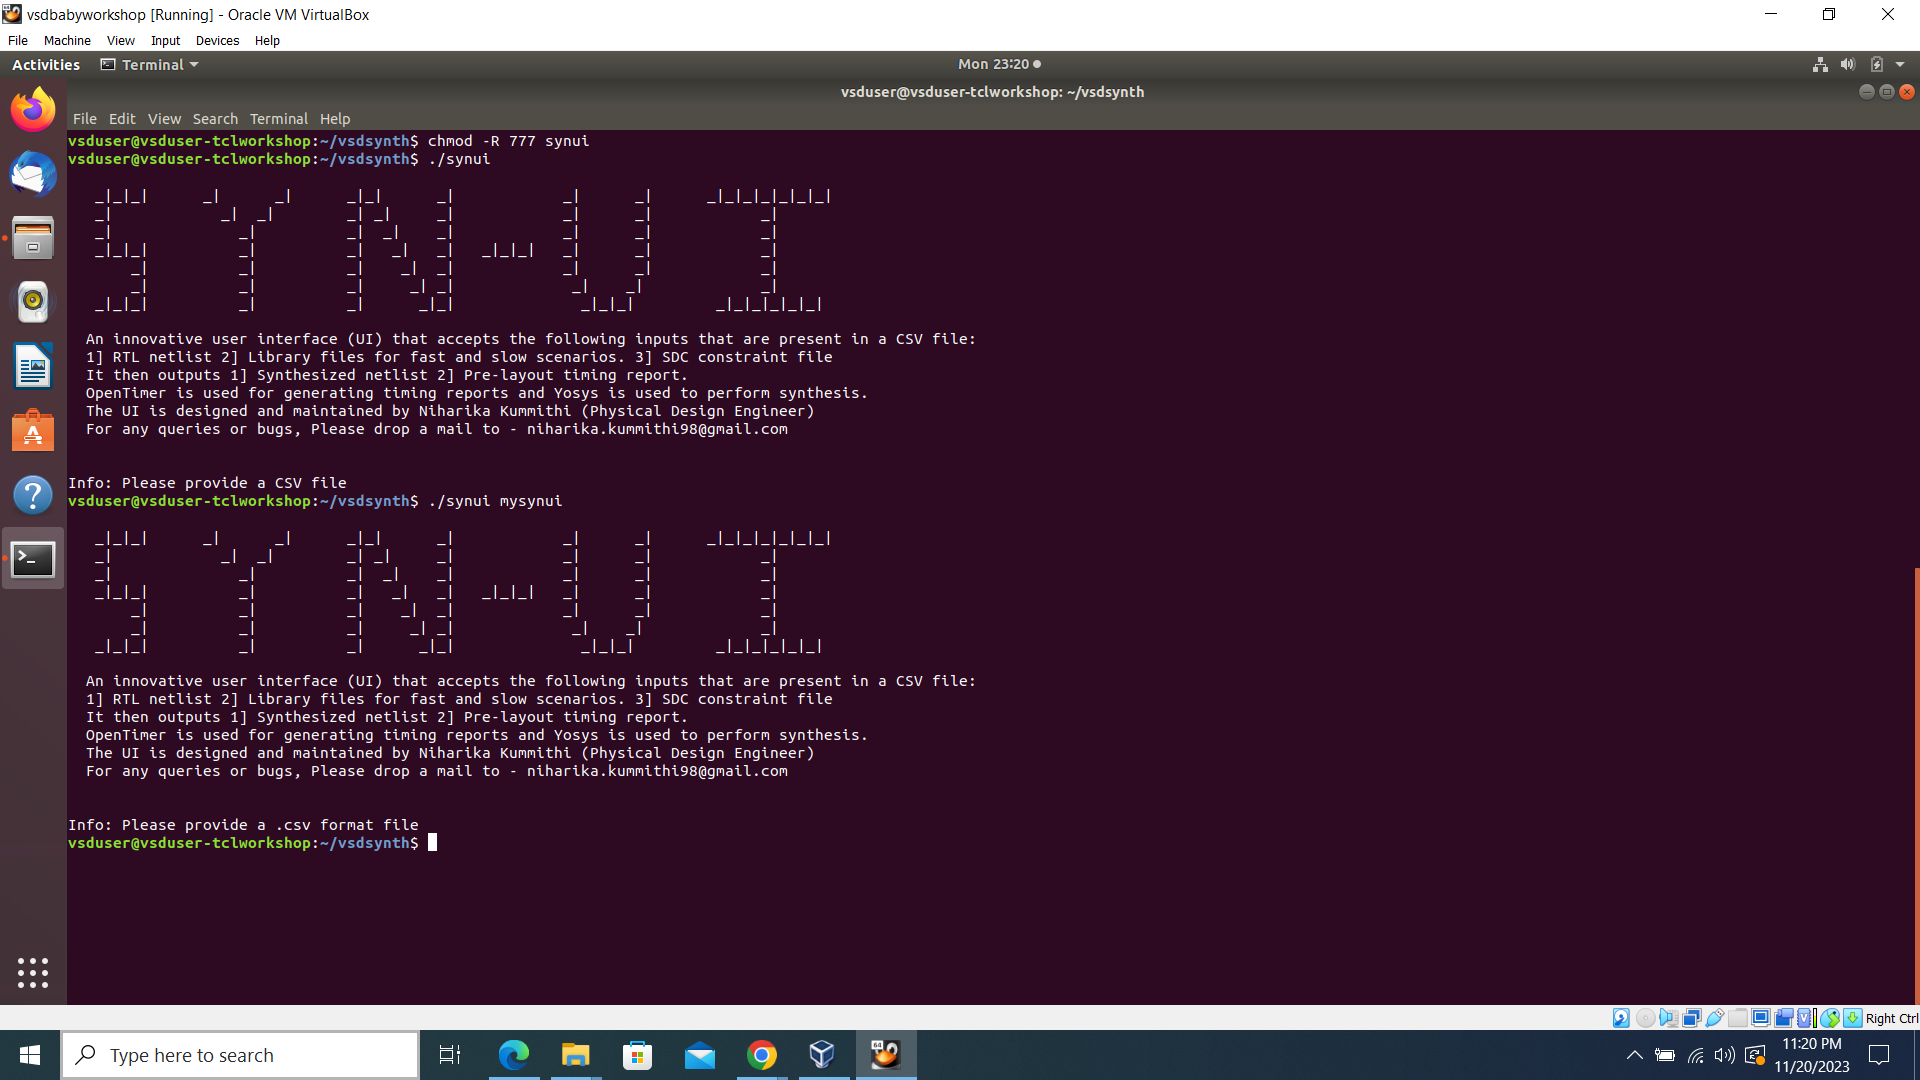 vsdbabyworkshop [Running] - Oracle VM VirtualBox
File Machine View Input Devices Help
Activities Terminal Mon 23:20
vsduser@vsduser-tclworkshop: ~/vsdsynth
File Edit View Search Terminal Help
vsduser@vsduser-tclworkshop:~/vsdsynth$ chmod -R 777 synui
vsduser@vsduser-tclworkshop:~/vsdsynth$ ./synui
SYN-UI
An innovative user interface (UI) that accepts the following inputs that are present in a CSV file:
1] RTL netlist 2] Library files for fast and slow scenarios. 3] SDC constraint file
It then outputs 1] Synthesized netlist 2] Pre-layout timing report.
OpenTimer is used for generating timing reports and Yosys is used to perform synthesis.
The UI is designed and maintained by Niharika Kummithi (Physical Design Engineer)
For any queries or bugs, Please drop a mail to - niharika.kummithi98@gmail.com
Info: Please provide a CSV file
vsduser@vsduser-tclworkshop:~/vsdsynth$ ./synui mysynui
SYN-UI
An innovative user interface (UI) that accepts the following inputs that are present in a CSV file:
1] RTL netlist 2] Library files for fast and slow scenarios. 3] SDC constraint file
It then outputs 1] Synthesized netlist 2] Pre-layout timing report.
OpenTimer is used for generating timing reports and Yosys is used to perform synthesis.
The UI is designed and maintained by Niharika Kummithi (Physical Design Engineer)
For any queries or bugs, Please drop a mail to - niharika.kummithi98@gmail.com
Info: Please provide a .csv format file
vsduser@vsduser-tclworkshop:~/vsdsynth$
Right Ctrl
Type here to search
11:20 PM
11/20/2023